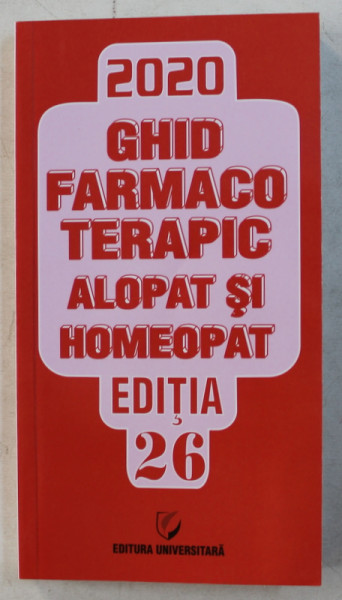 2020
GHID
FARMACO
TERAPIC
ALOPAT ŞI
HOMEOPAT
EDIŢIA
26
EDITURA UNIVERSITARĂ